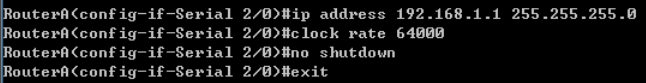 RouterA(config-if-Serial 2/0)#ip address 192.168.1.1 255.255.255.0
RouterA(config-if-Serial 2/0)#clock rate 64000
RouterA(config-if-Serial 2/0)#no shutdown
RouterA(config-if-Serial 2/0)#exit